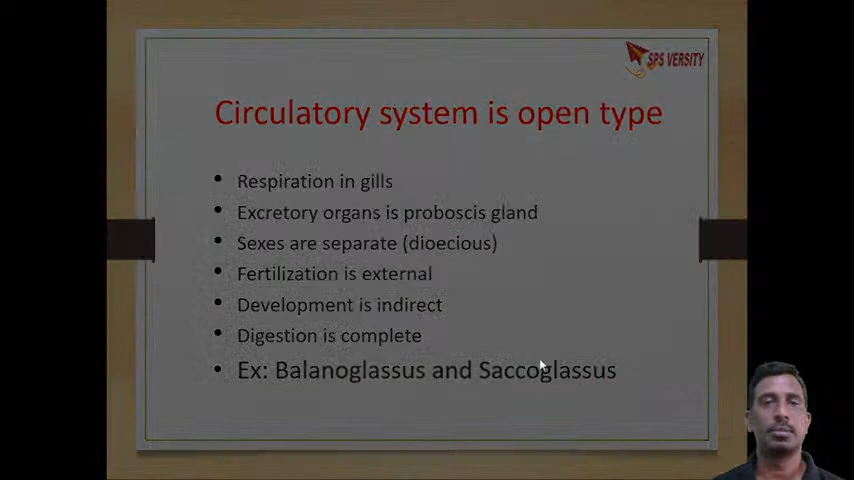 SPS VERSITY
Circulatory system is open type
• Respiration in gills
• Excretory organs is proboscis gland
• Sexes are separate (dioecious)
• Fertilization is external
• Development is indirect
• Digestion is complete
• Ex: Balanoglassus and Saccoglassus